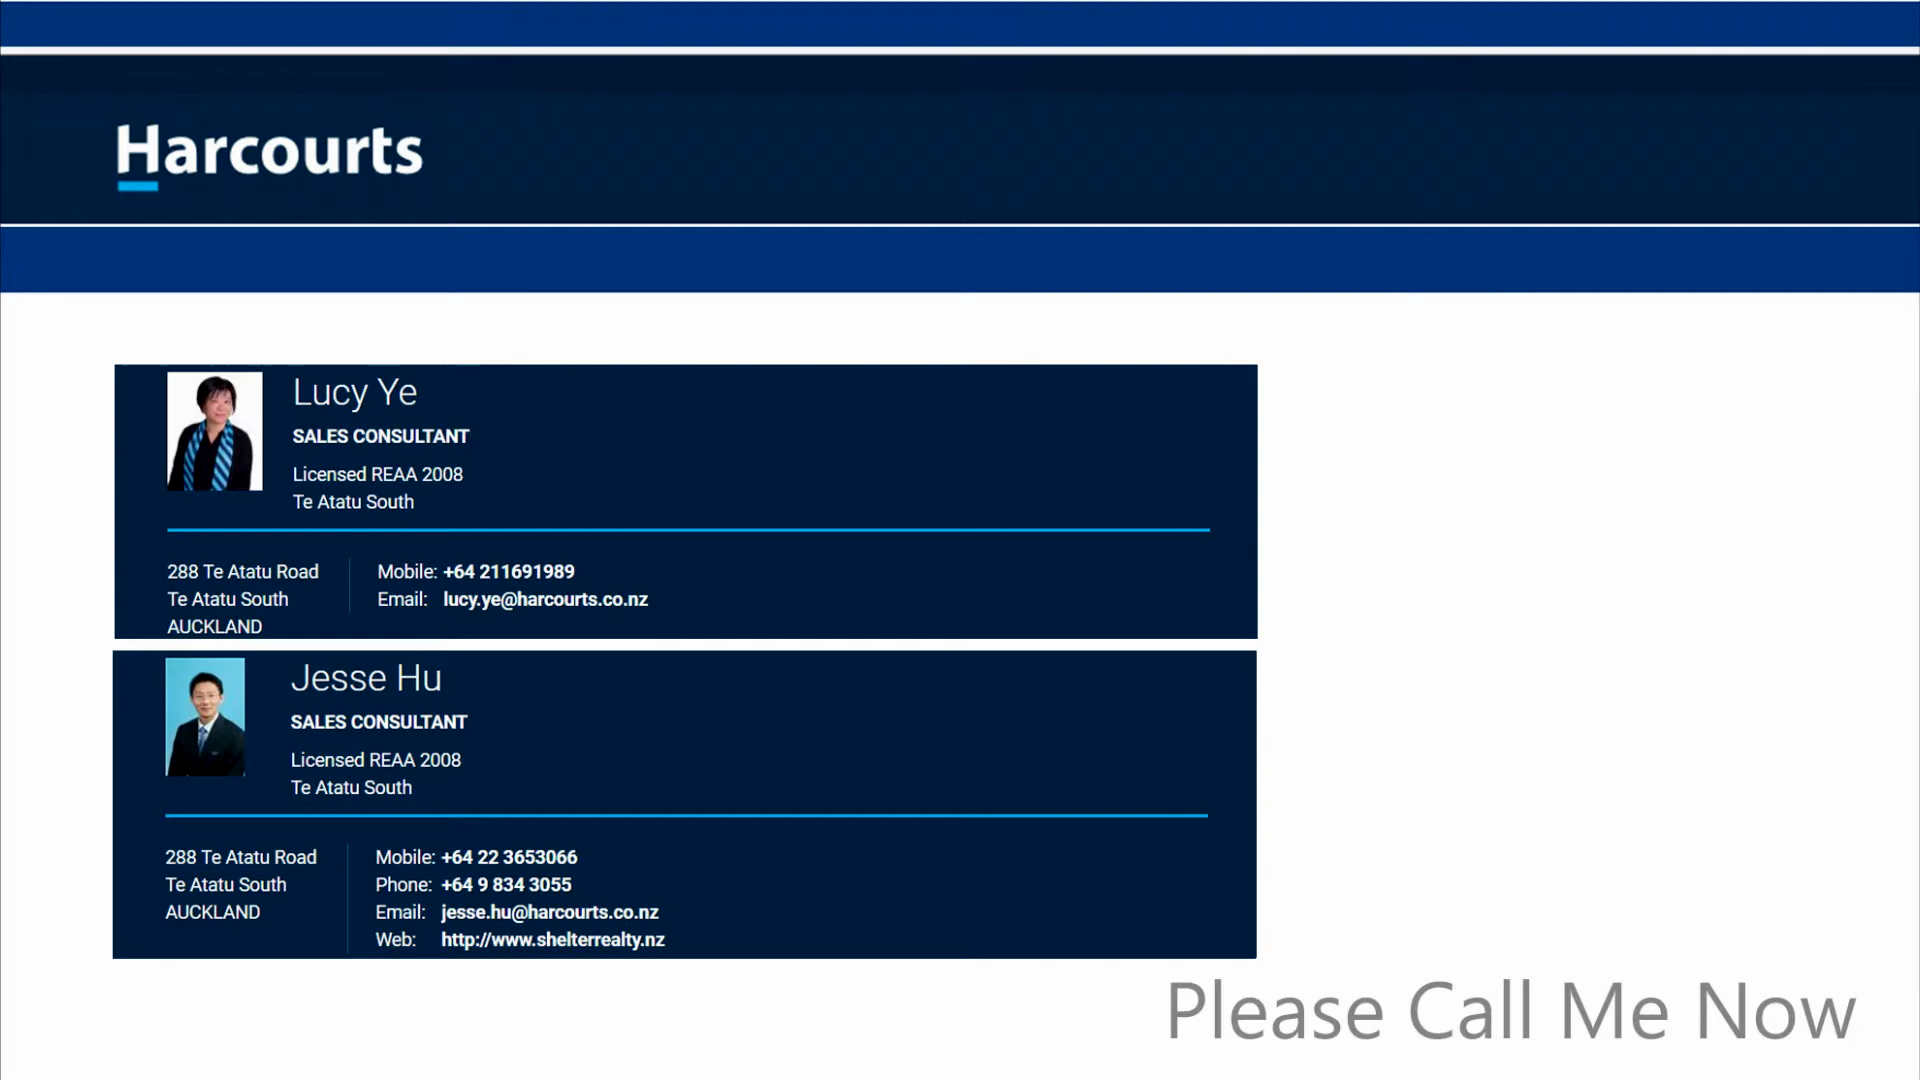 Harcourts
Lucy Ye
SALES CONSULTANT
Licensed REAA 2008
Te Atatu South
288 Te Atatu Road
Te Atatu South
AUCKLAND
Mobile: +64 211691989
Email: lucy.ye@harcourts.co.nz
Jesse Hu
SALES CONSULTANT
Licensed REAA 2008
Te Atatu South
288 Te Atatu Road
Te Atatu South
AUCKLAND
Mobile: +64 22 3653066
Phone: +64 9 834 3055
Email: jesse.hu@harcourts.co.nz
Web: http://www.shelterrealty.nz
Please Call Me Now